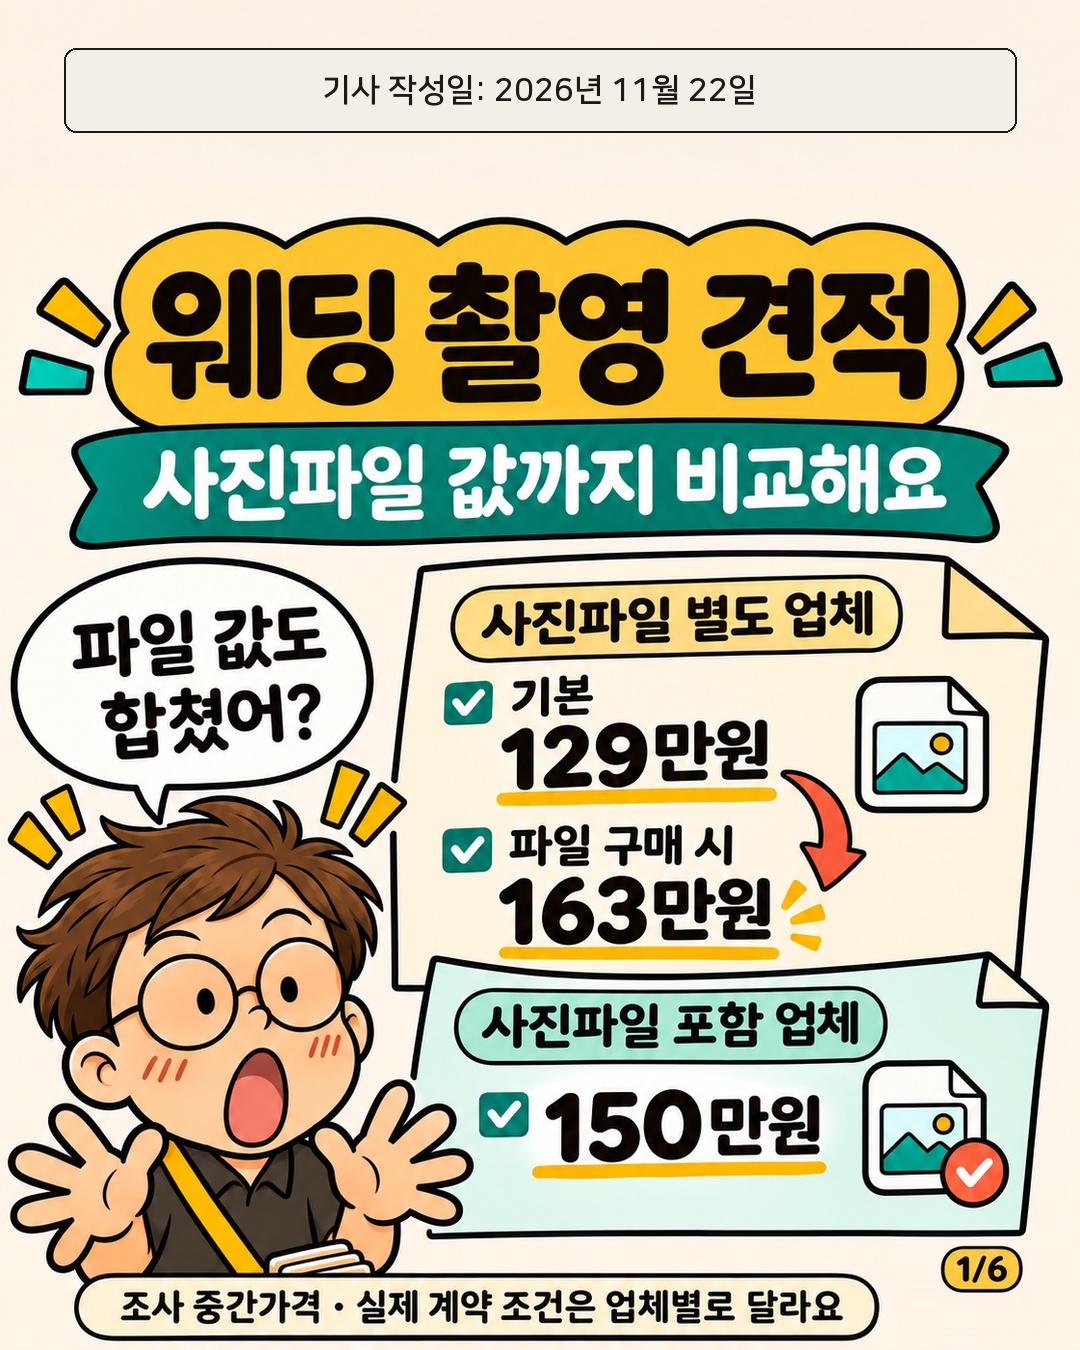 기사 작성일: 2026년 11월 22일
웨딩 촬영 견적
사진파일 값까지 비교해요
파일 값도
합쳤어?
사진파일 별도 업체
기본
129만원
파일 구매 시
163만원
사진파일 포함 업체
150만원
1/6
조사 중간가격 · 실제 계약 조건은 업체별로 달라요